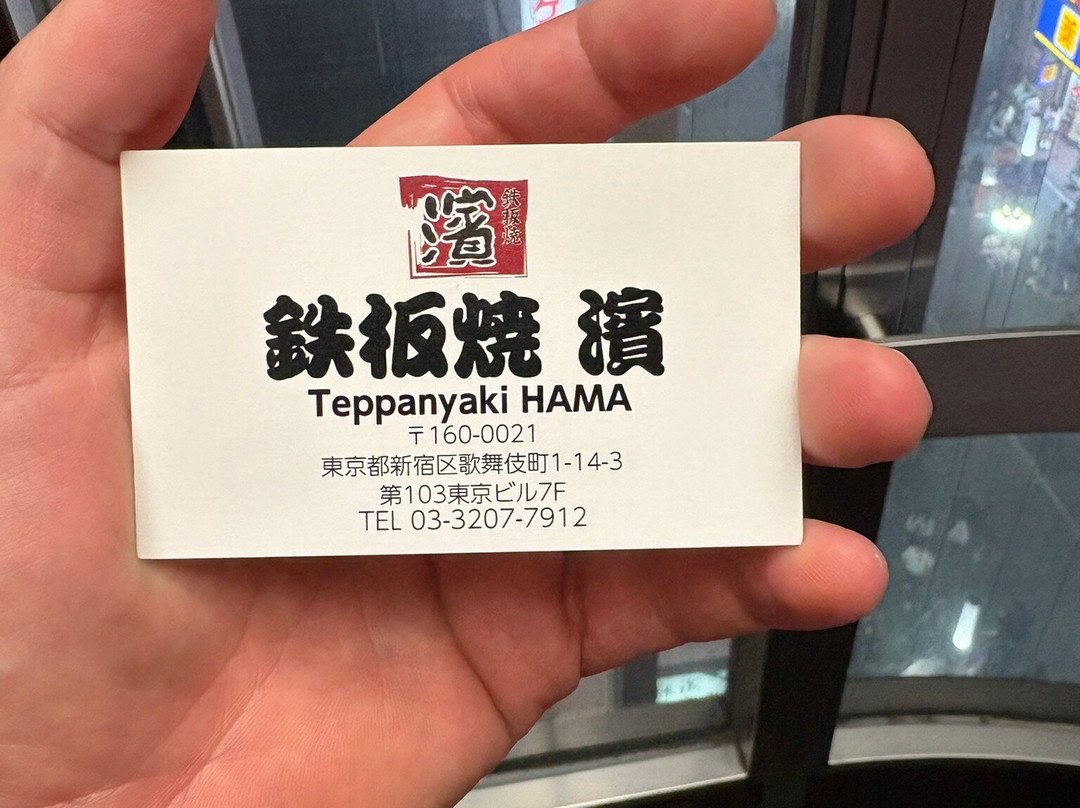 濱
鉄板焼
鉄板焼 濱
Teppanyaki HAMA
〒160-0021
東京都新宿区歌舞伎町1-14-3
第103東京ビル7F
TEL 03-3207-7912
薬